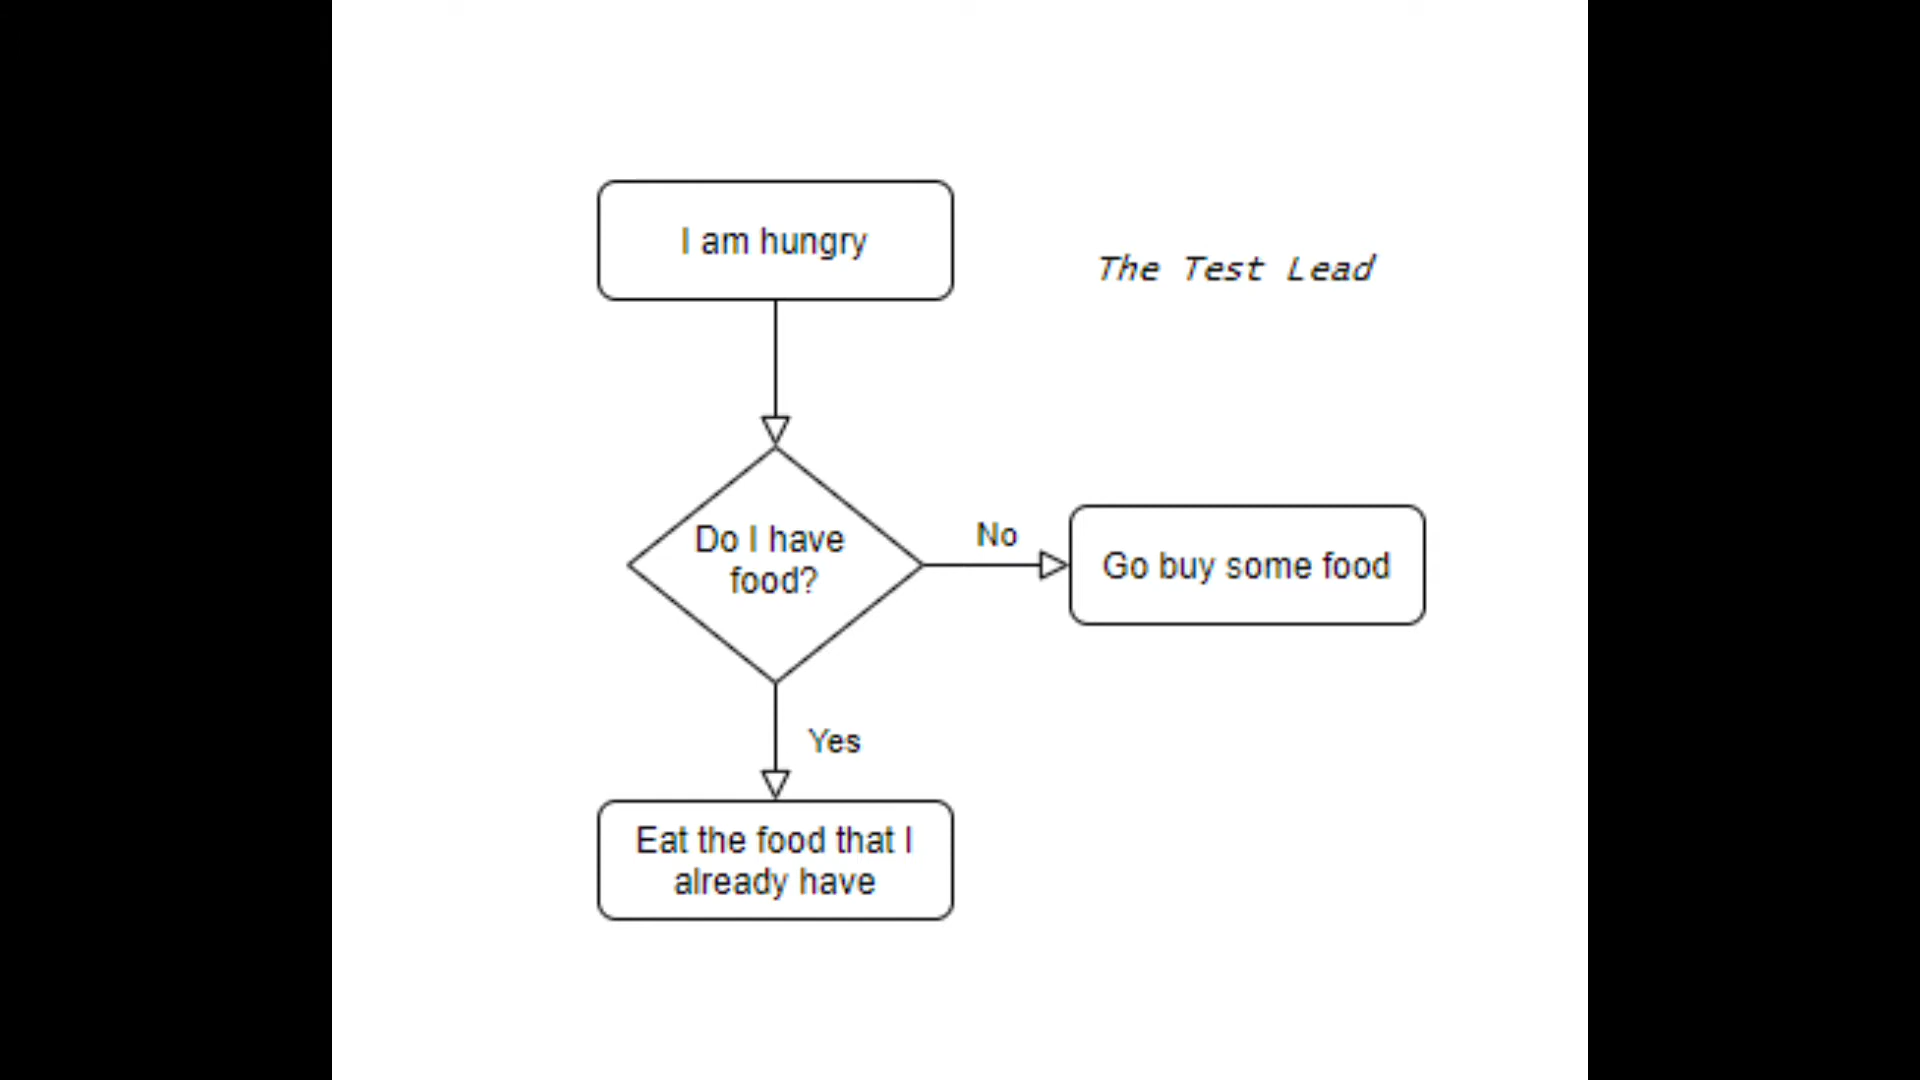 I am hungry
The Test Lead
Do I have
food?
No
Go buy some food
Yes
Eat the food that I
already have